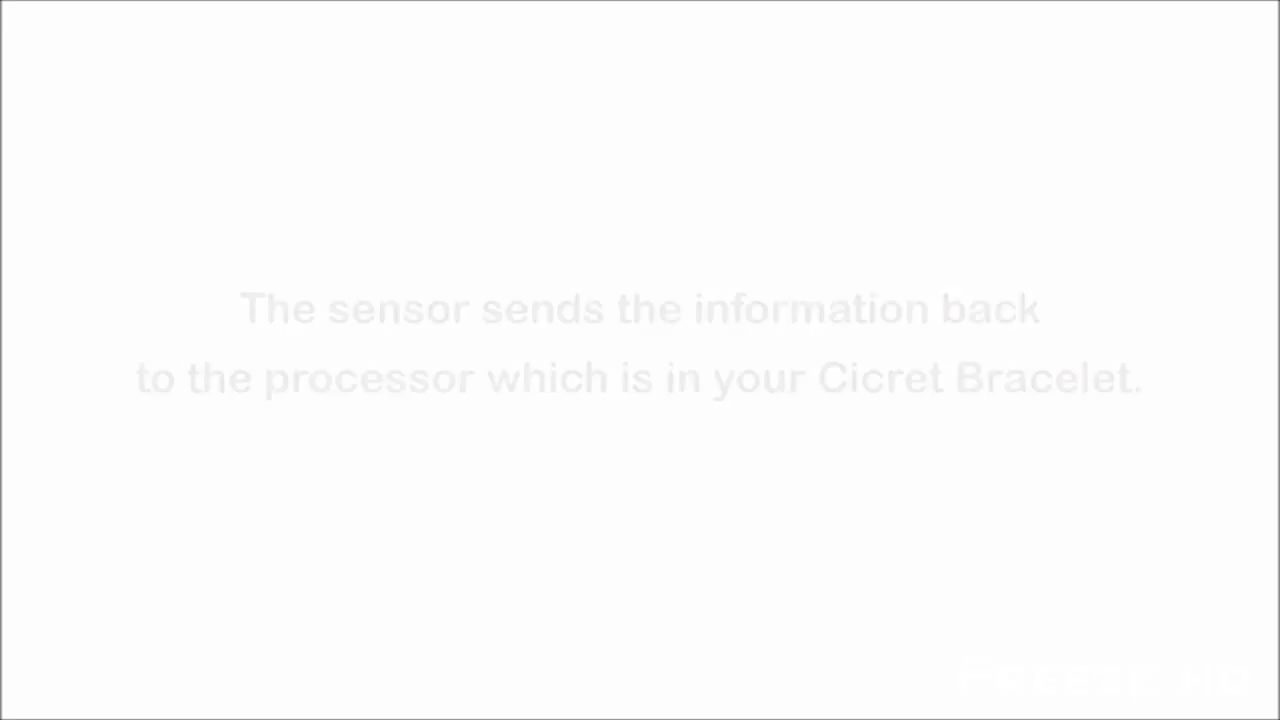 The sensor sends the information back
to the processor which is in your Cicret Bracelet.